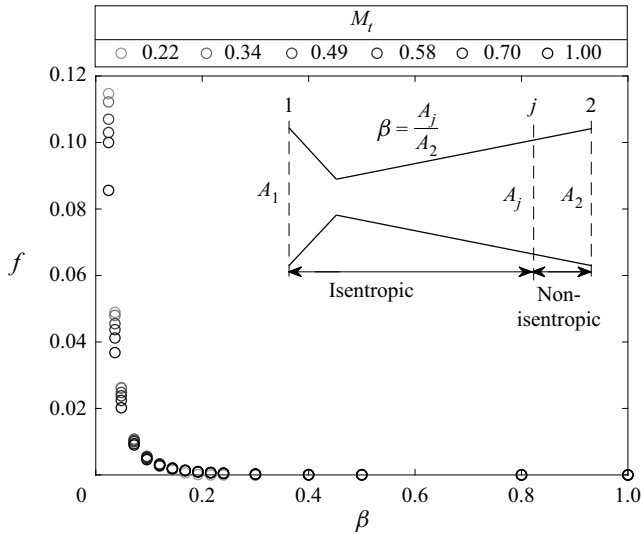 M_t
0.22 0.34 0.49 0.58 0.70 1.00
0.12
0.10
0.08
0.06
0.04
0.02
f
0
0.2
0.4
0.6
0.8
1.0
β
1
j
2
β = A_j / A_2
A_1
A_j
A_2
Isentropic
Non-
isentropic